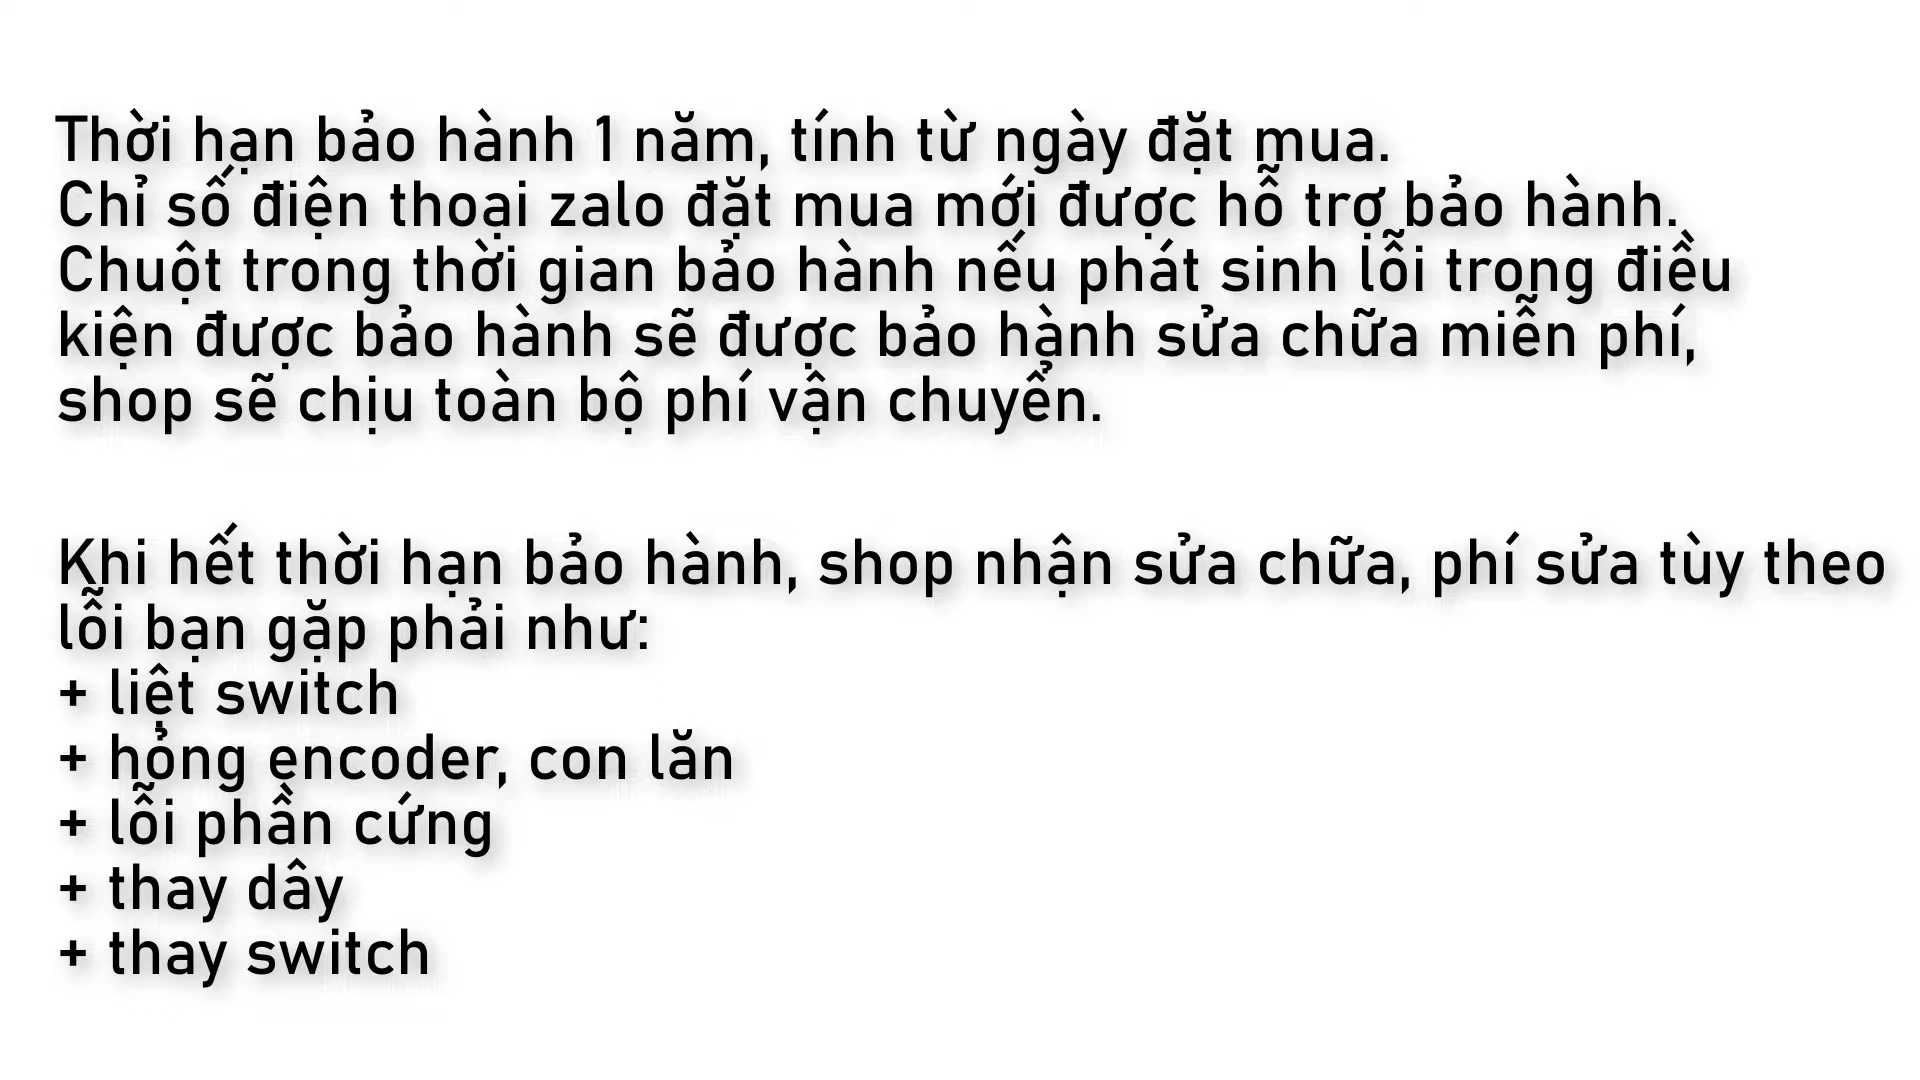 Thời hạn bảo hành 1 năm, tính từ ngày đặt mua.
Chỉ số điện thoại zalo đặt mua mới được hỗ trợ bảo hành.
Chuột trong thời gian bảo hành nếu phát sinh lỗi trong điều
kiện được bảo hành sẽ được bảo hành sửa chữa miễn phí,
shop sẽ chịu toàn bộ phí vận chuyển.
Khi hết thời hạn bảo hành, shop nhận sửa chữa, phí sửa tùy theo
lỗi bạn gặp phải như:
+ liệt switch
+ hỏng encoder, con lăn
+ lỗi phần cứng
+ thay dây
+ thay switch